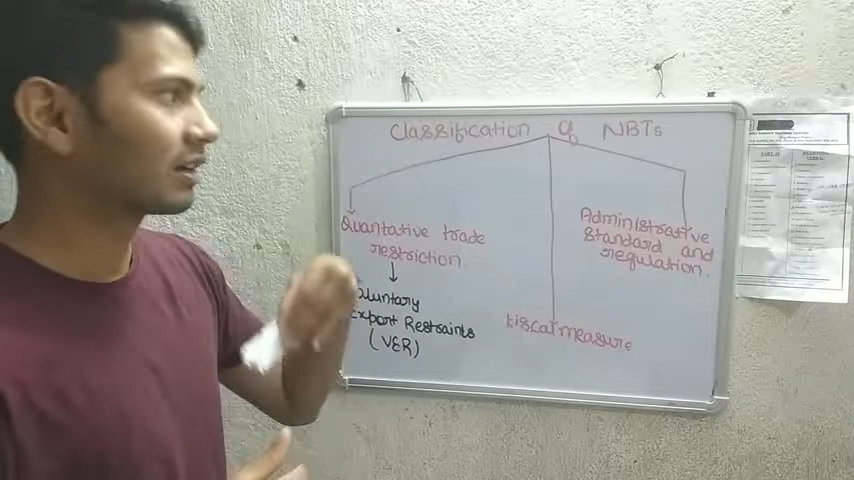 Classification of NBTs
Quantative trade
restriction
Voluntary
Export Restraints
(VER)
Fiscal measure
Administrative
Standard and
regulation.